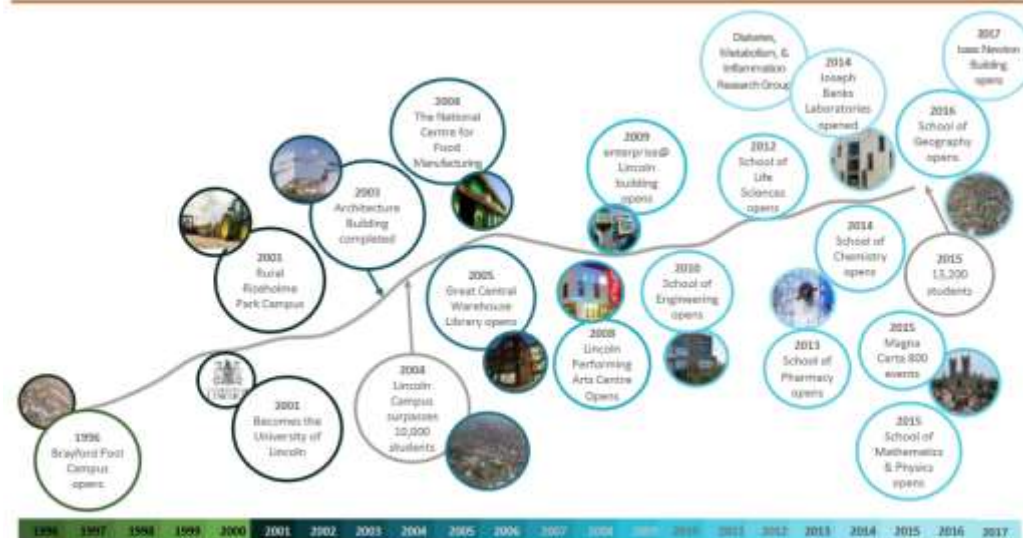 1996
Brayford Pool
Campus
opens
2001
Rural
Riseholme
Park Campus
2001
Becomes the
University of
Lincoln
2003
Architecture
Building
completed
2004
Lincoln
Campus
surpasses
10,000
students
The National
Centre for
Food
Manufacturing
2005
Great Central
Warehouse
Library opens
2008
Lincoln
Performing
Arts Centre
Opens
2009
enterprise@
Lincoln
building
opens
2010
School of
Engineering
opens
2012
School of
Life
Sciences
opens
2013
School of
Pharmacy
opens
Diabetes,
Metabolism, &
Inflammation
Research Group
2014
Joseph
Banks
Laboratories
opened
2014
School of
Chemistry
opens
2015
Magna
Carta 800
events
2015
School of
Mathematics
& Physics
opens
2015
13,200
students
2016
School of
Geography
opens
2017
Isaac Newton
Building
opens
1996 1997 1998 1999 2000 2001 2002 2003 2004 2005 2006 2007 2008 2009 2010 2011 2012 2013 2014 2015 2016 2017